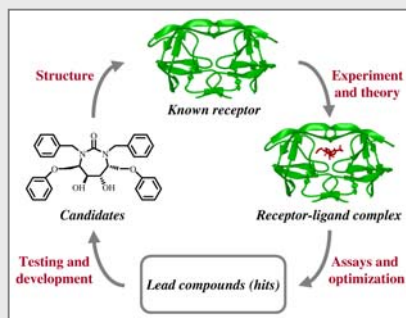 Structure
Experiment
and theory
Known receptor
O
N
N
O
O
OH
OH
Candidates
Receptor-ligand complex
Testing and
development
Lead compounds (hits)
Assays and
optimization